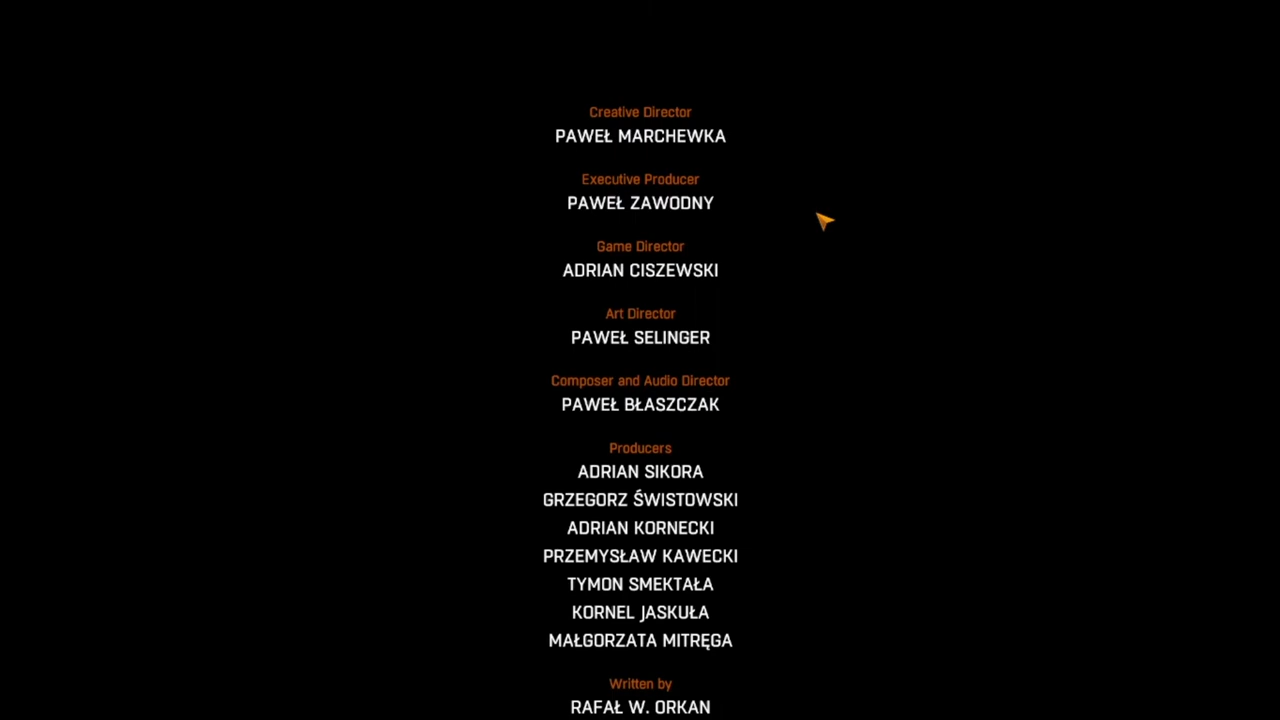 Creative Director
PAWEŁ MARCHEWKA
Executive Producer
PAWEŁ ZAWODNY
Game Director
ADRIAN CISZEWSKI
Art Director
PAWEŁ SELINGER
Composer and Audio Director
PAWEŁ BŁASZCZAK
Producers
ADRIAN SIKORA
GRZEGORZ ŚWISTOWSKI
ADRIAN KORNECKI
PRZEMYSŁAW KAWECKI
TYMON SMEKTAŁA
KORNEL JASKUŁA
MAŁGORZATA MITRĘGA
Written by
RAFAŁ W. ORKAN